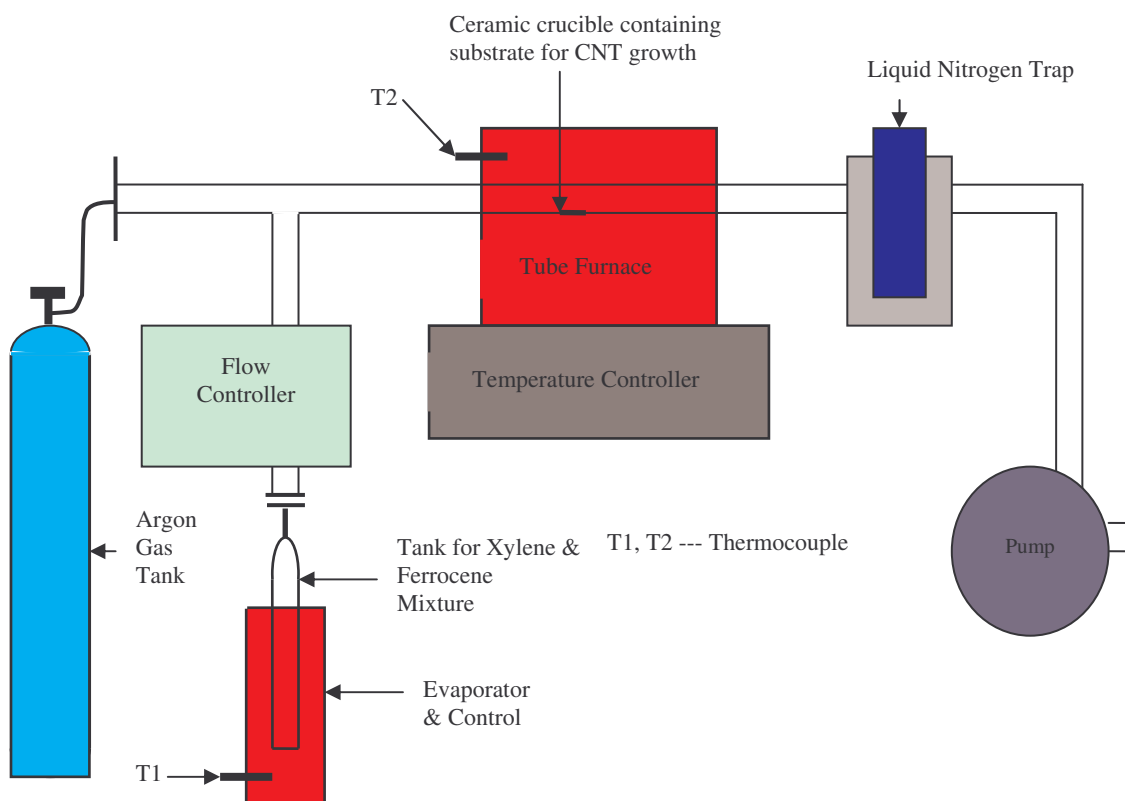 Ceramic crucible containing
substrate for CNT growth
Liquid Nitrogen Trap
T2
Tube Furnace
Flow
Controller
Temperature Controller
Argon
Gas
Tank
Tank for Xylene &
Ferrocene
Mixture
T1, T2 --- Thermocouple
Pump
Evaporator
& Control
T1